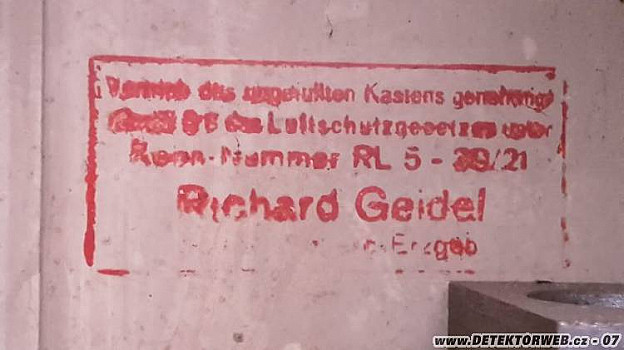 Vertrieb des ungefüllten Kastens genehmigt
§ 8 des Luftschutzgesetzes unter
Kenn-Nummer RL 5 - 39/21
Richard Geidel
Erzgeb
www.DETEKTORWEB.cz - 07